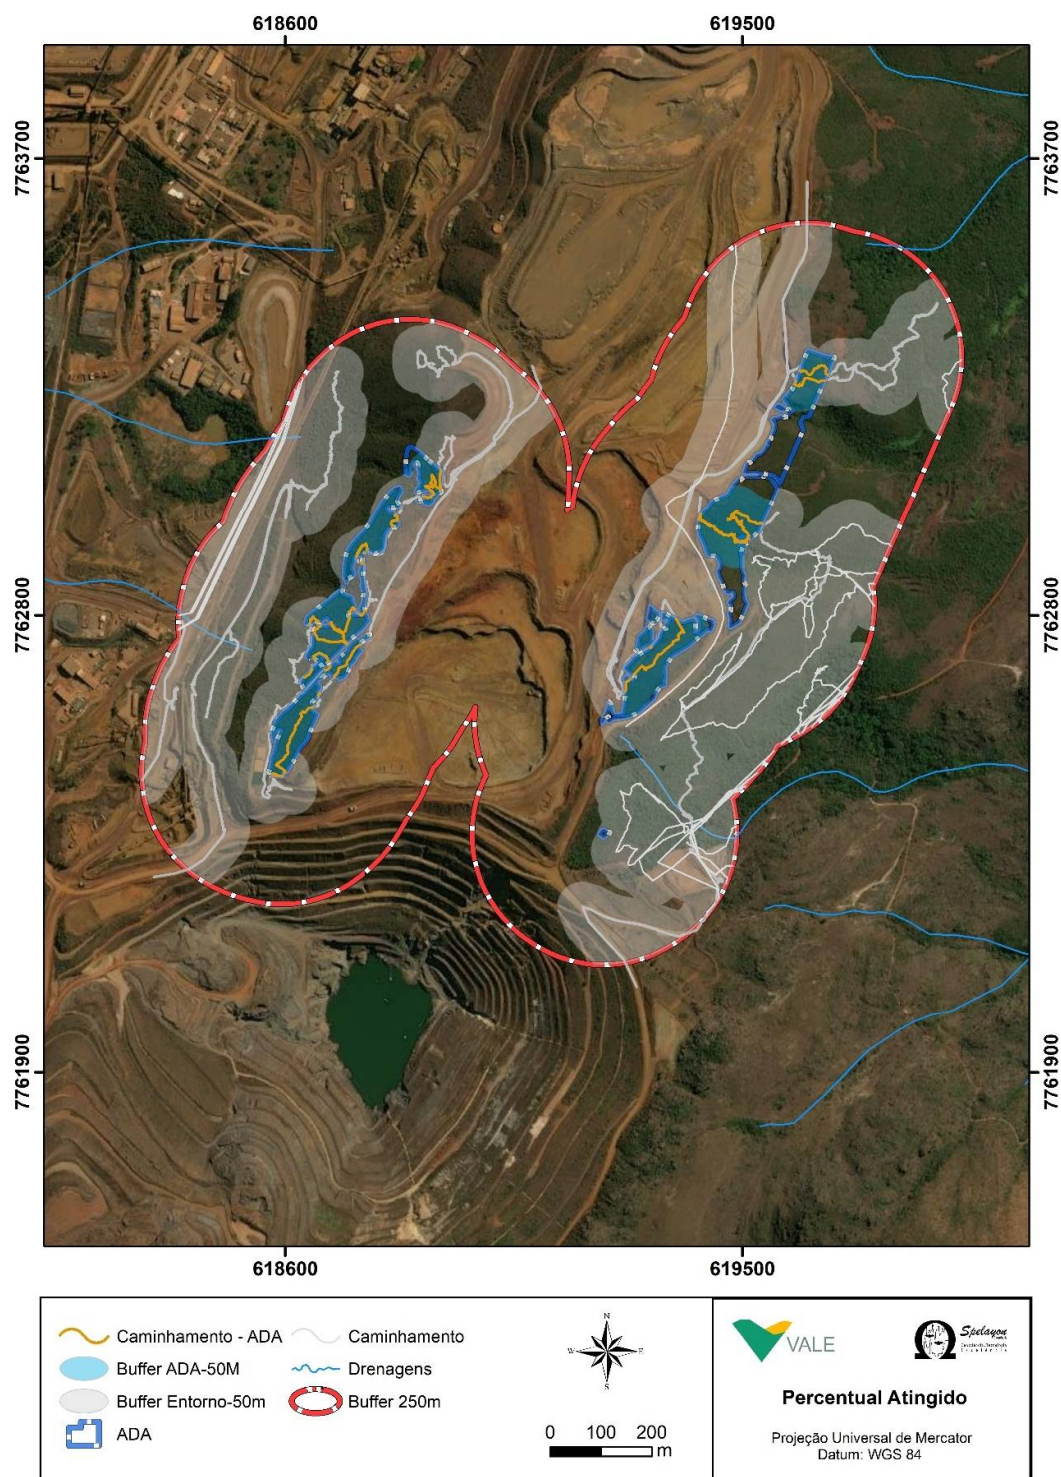 618600
619500
7763700
7763700
7762800
7762800
7761900
7761900
618600
619500
Caminhamento - ADA
Caminhamento
Buffer ADA-50M
Drenagens
Buffer Entorno-50m
Buffer 250m
ADA
N
W
E
S
0 100 200
m
VALE
Spelayon
Percentual Atingido
Projeção Universal de Mercator
Datum: WGS 84